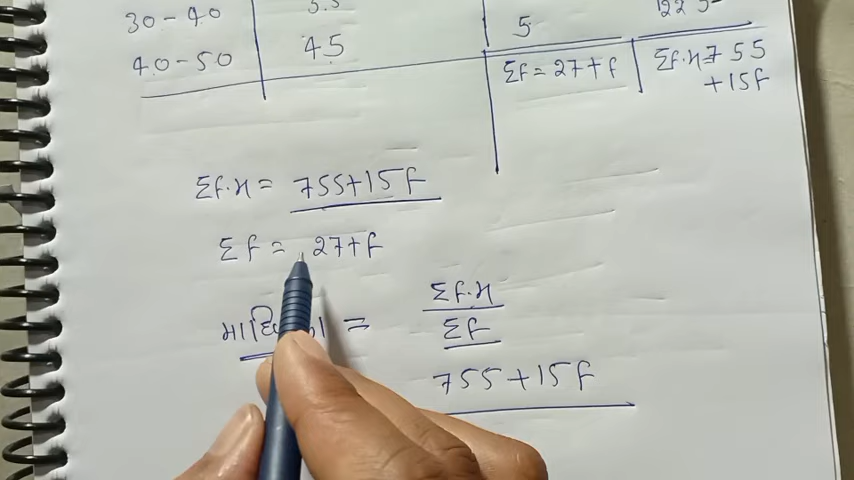 30-40 35
5
40-50 45
Σf = 27+f Σf.x = 755
+15f
Σf.x = 755+15f
Σf = 27+f
= Σf.x
Σf
755+15f